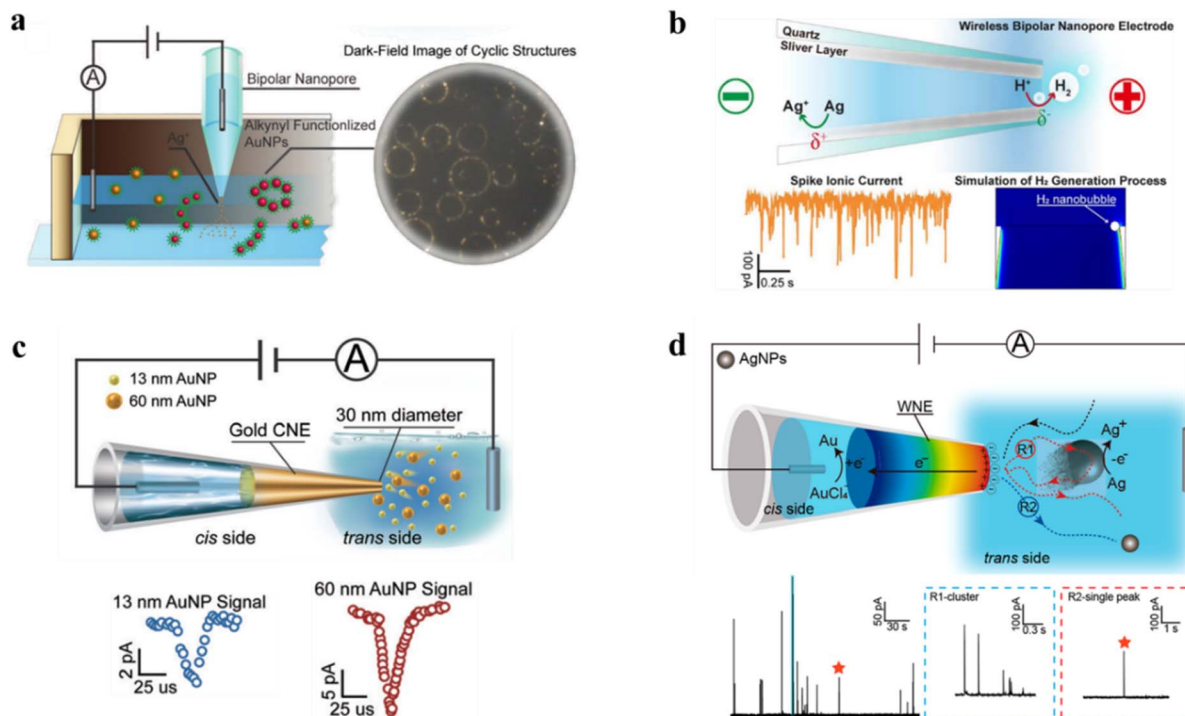 a
Dark-Field Image of Cyclic Structures
A
Bipolar Nanopore
Alkynyl Functionlized
AuNPs
Ag⁺
b
Wireless Bipolar Nanopore Electrode
Quartz
Sliver Layer
H⁺
H₂
Ag⁺
Ag
δ⁺
δ⁻
Spike Ionic Current
100 pA
0.25 s
Simulation of H₂ Generation Process
H₂ nanobubble
c
A
13 nm AuNP
60 nm AuNP
30 nm diameter
Gold CNE
cis side
trans side
13 nm AuNP Signal
2 pA
25 us
60 nm AuNP Signal
5 pA
25 us
d
A
AgNPs
WNE
Au
+e⁻
AuCl₄⁻
e⁻
R1
R2
Ag⁺
-e⁻
Ag
cis side
trans side
50 pA
30 s
R1-cluster
100 pA
0.3 s
R2-single peak
100 pA
1 s